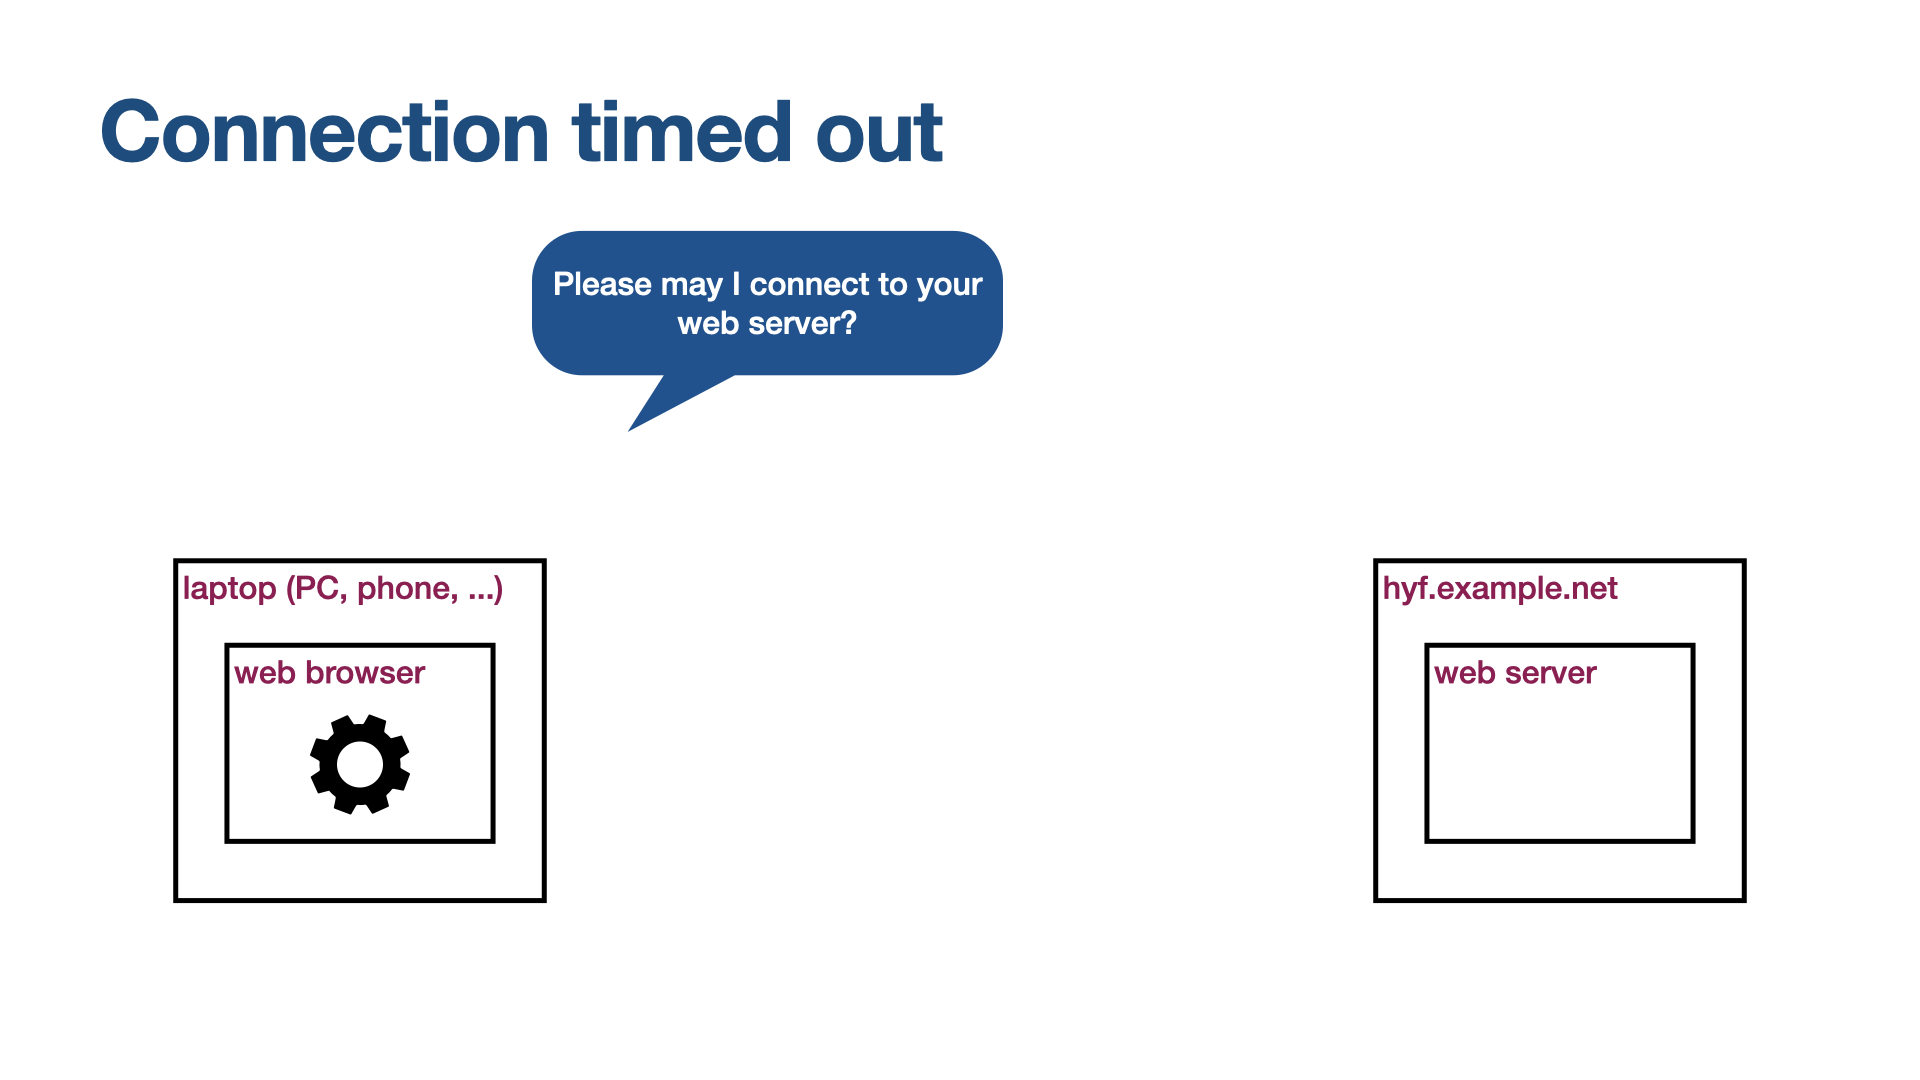 Connection timed out
Please may I connect to your
web server?
laptop (PC, phone, ...)
web browser
hyf.example.net
web server